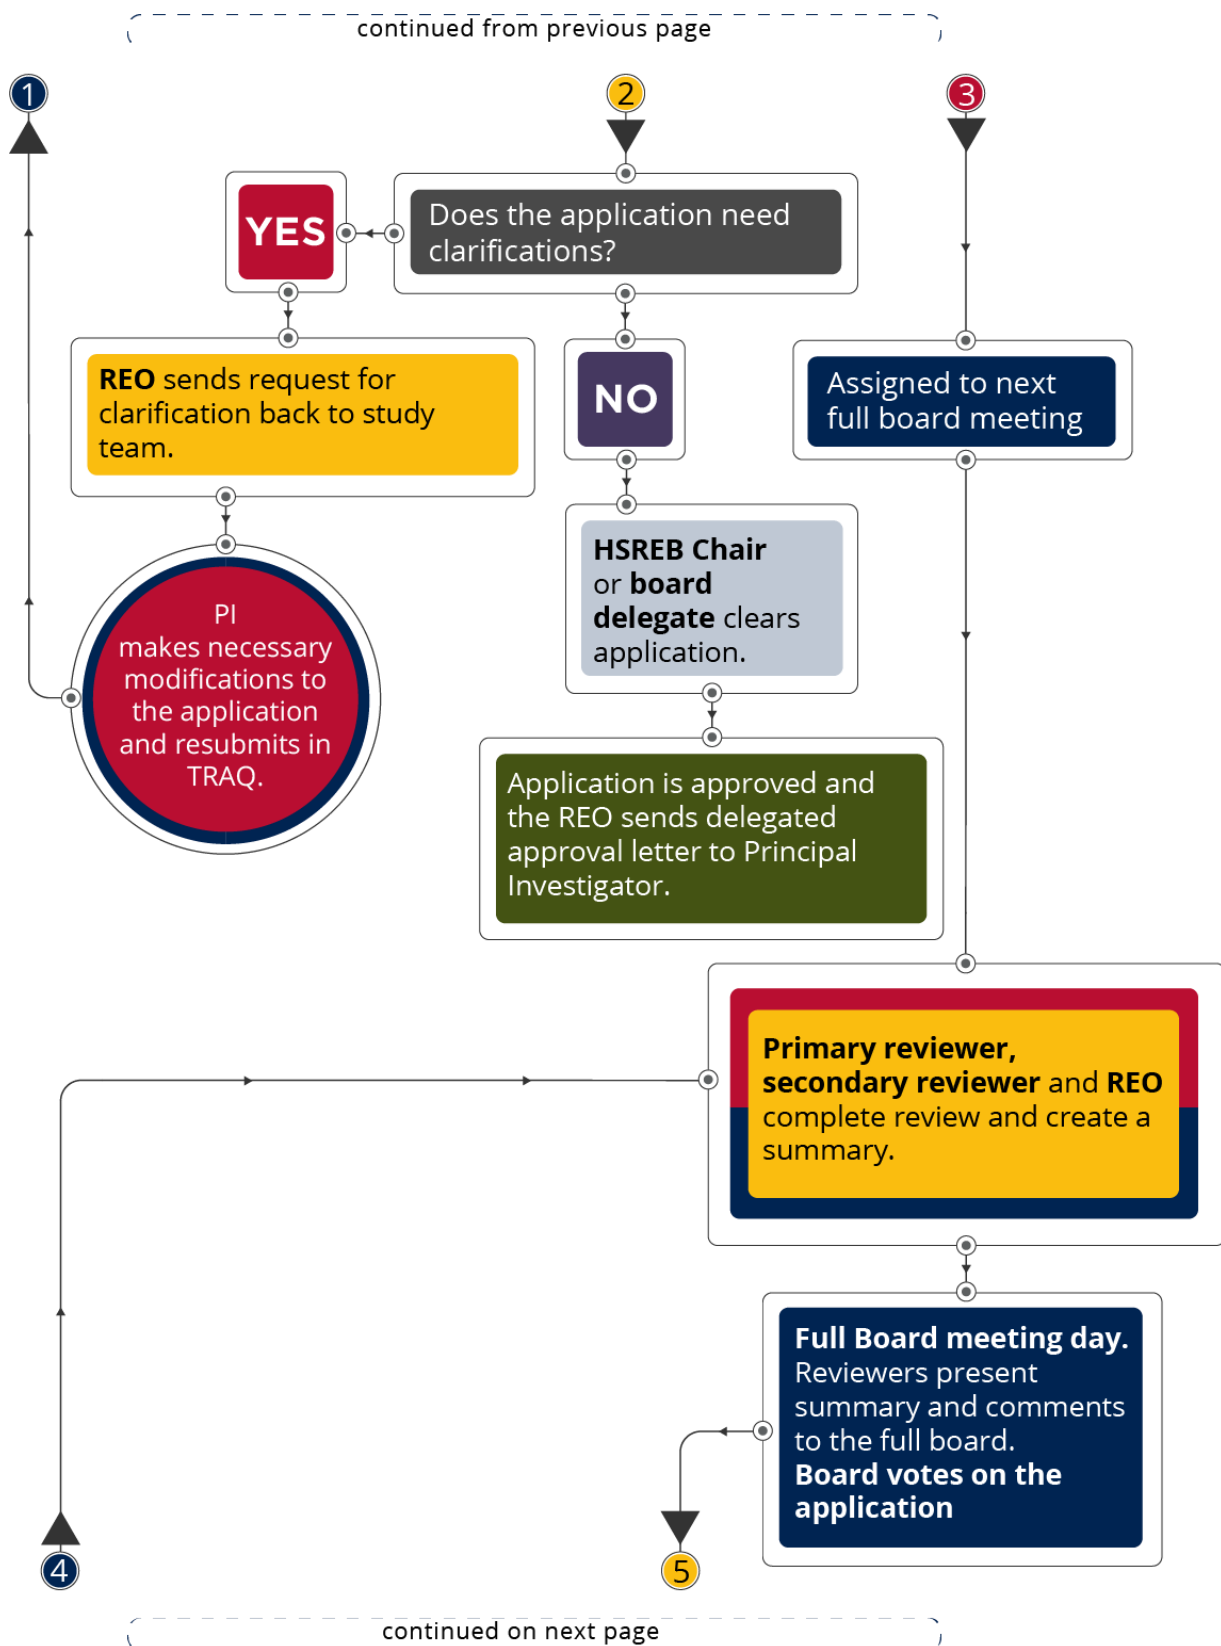 continued from previous page
1
2
3
YES
Does the application need
clarifications?
REO sends request for
clarification back to study
team.
NO
Assigned to next
full board meeting
HSREB Chair
or board
delegate clears
application.
PI
makes necessary
modifications to
the application
and resubmits in
TRAQ.
Application is approved and
the REO sends delegated
approval letter to Principal
Investigator.
Primary reviewer,
secondary reviewer and REO
complete review and create a
summary.
Full Board meeting day.
Reviewers present
summary and comments
to the full board.
Board votes on the
application
4
5
continued on next page